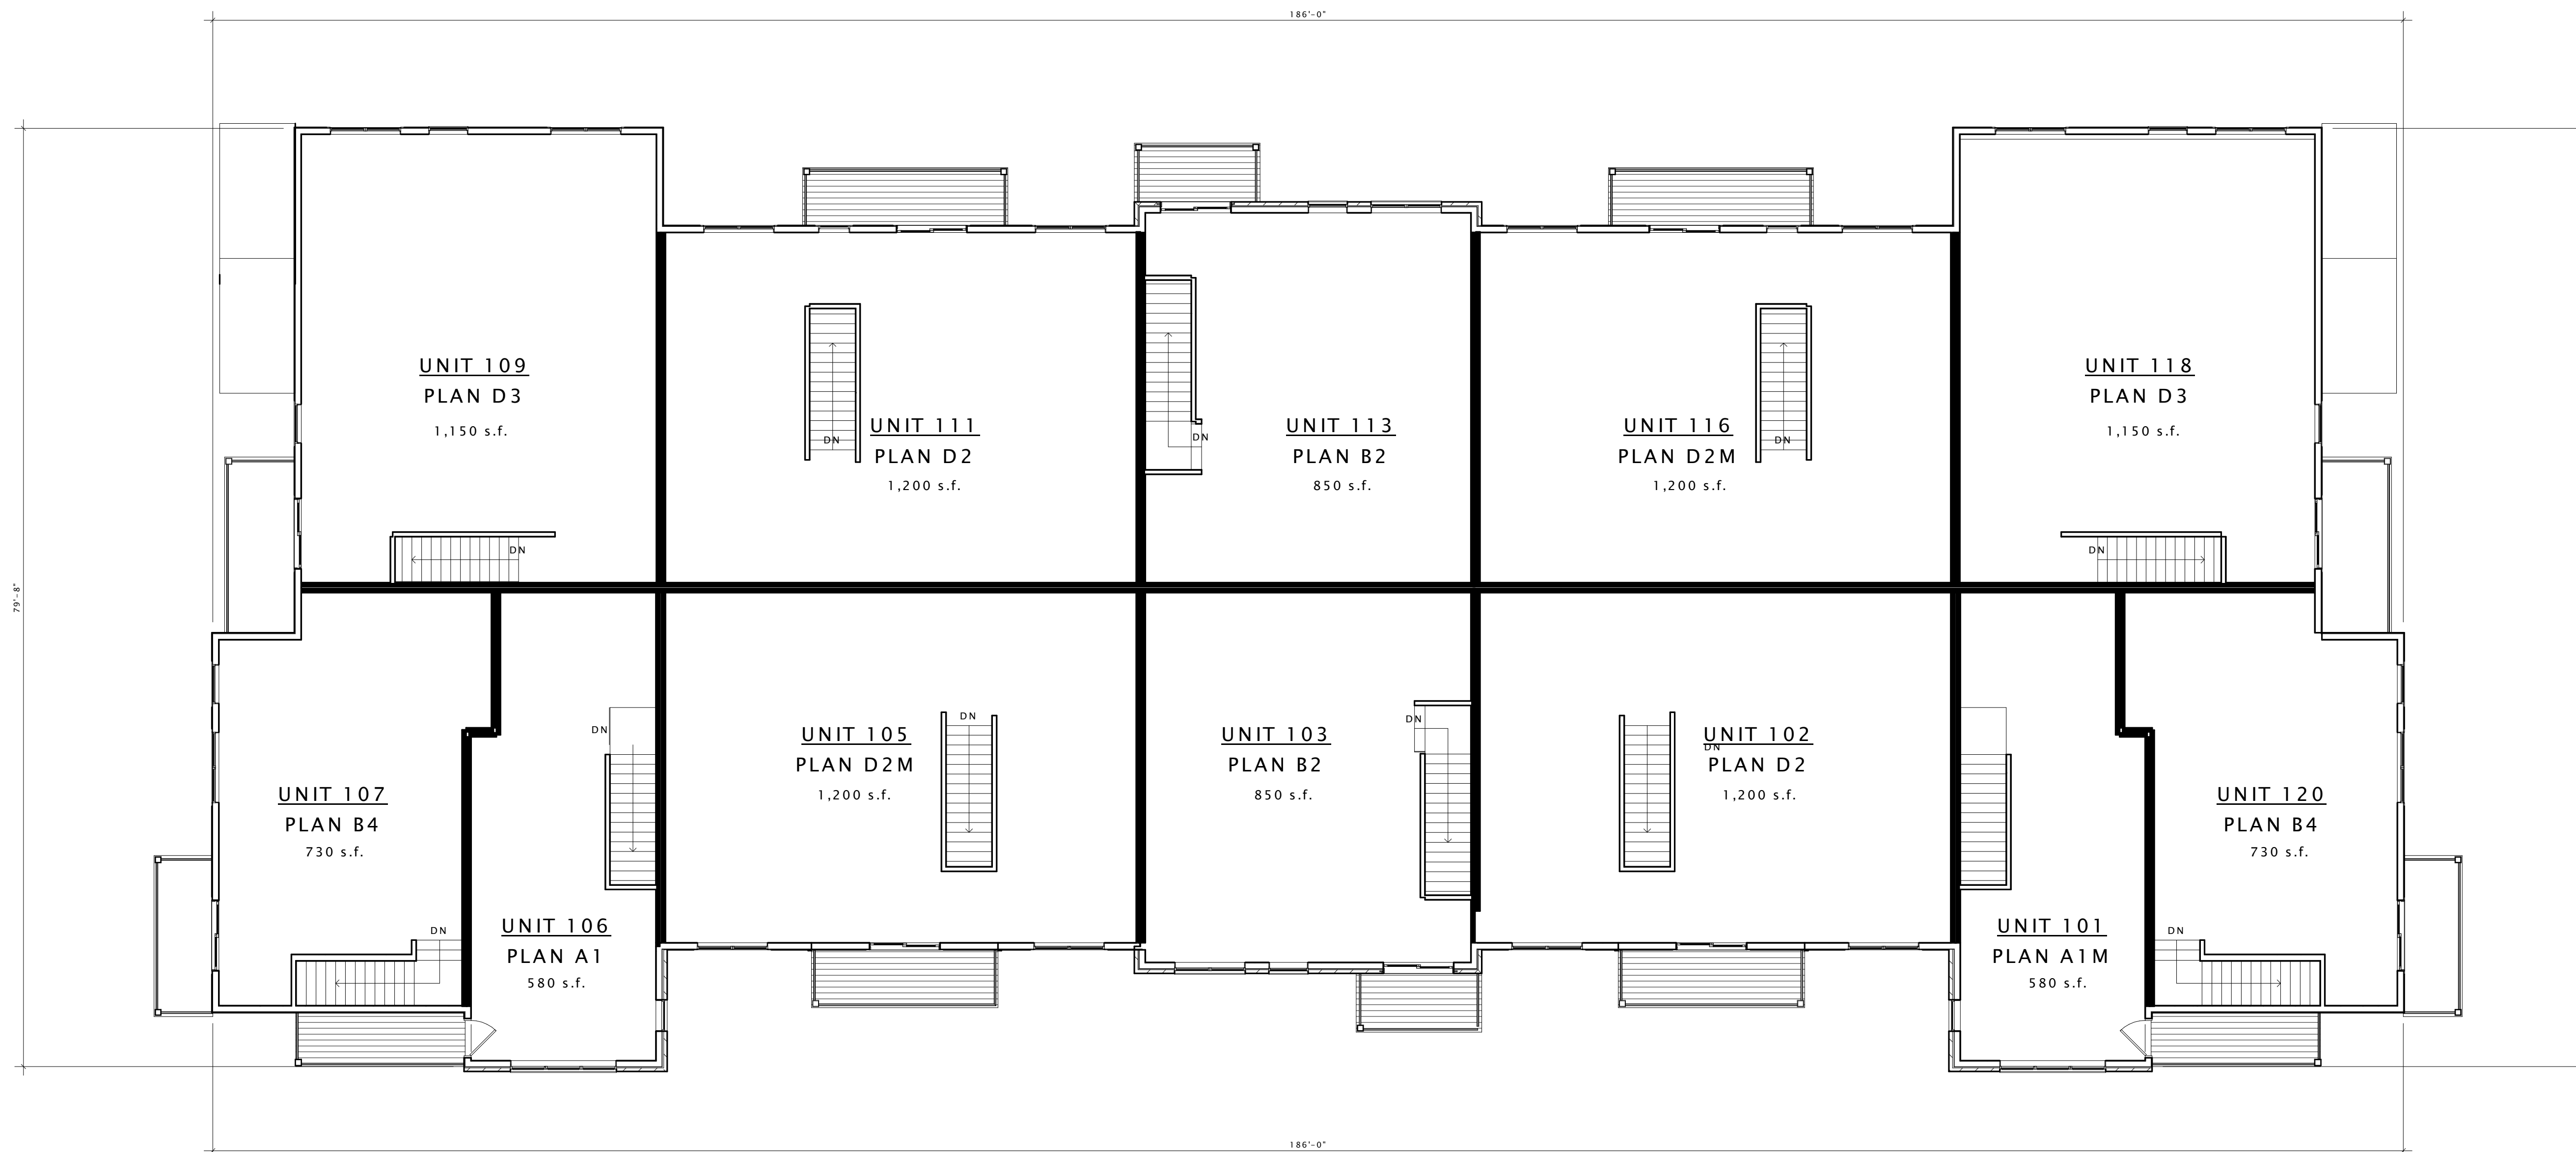 186'-0"
79'-8"
UNIT 109
PLAN D3
1,150 s.f.
DN
DN
UNIT 111
PLAN D2
1,200 s.f.
DN
UNIT 113
PLAN B2
850 s.f.
UNIT 116
PLAN D2M
1,200 s.f.
DN
UNIT 118
PLAN D3
1,150 s.f.
DN
UNIT 107
PLAN B4
730 s.f.
DN
DN
UNIT 106
PLAN A1
580 s.f.
UNIT 105
PLAN D2M
1,200 s.f.
DN
UNIT 103
PLAN B2
850 s.f.
DN
UNIT 102
DN
PLAN D2
1,200 s.f.
UNIT 101
PLAN A1M
580 s.f.
UNIT 120
PLAN B4
730 s.f.
DN
186'-0"